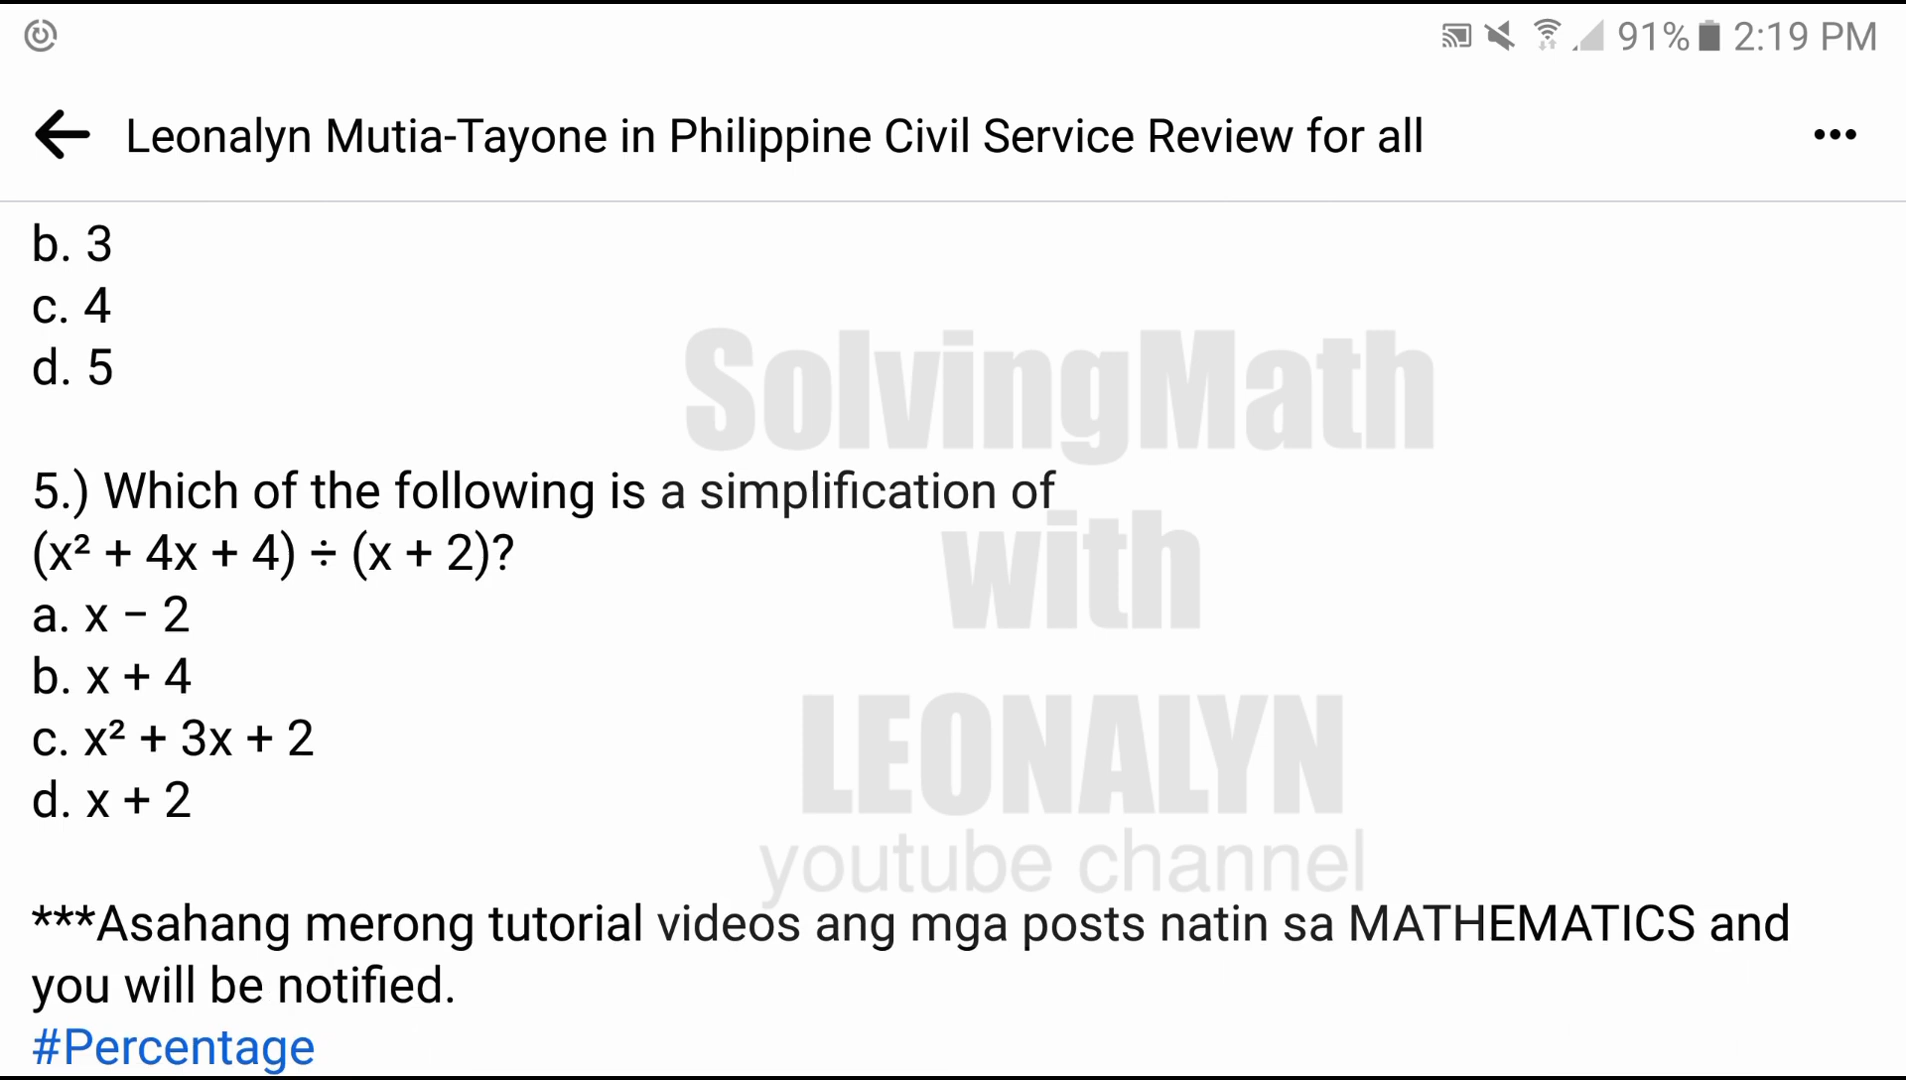 91% 2:19 PM
Leonalyn Mutia-Tayone in Philippine Civil Service Review for all
b. 3
c. 4
d. 5
SolvingMath
with
LEONALYN
youtube channel
5.) Which of the following is a simplification of
(x² + 4x + 4) ÷ (x + 2)?
a. x − 2
b. x + 4
c. x² + 3x + 2
d. x + 2
***Asahang merong tutorial videos ang mga posts natin sa MATHEMATICS and
you will be notified.
#Percentage